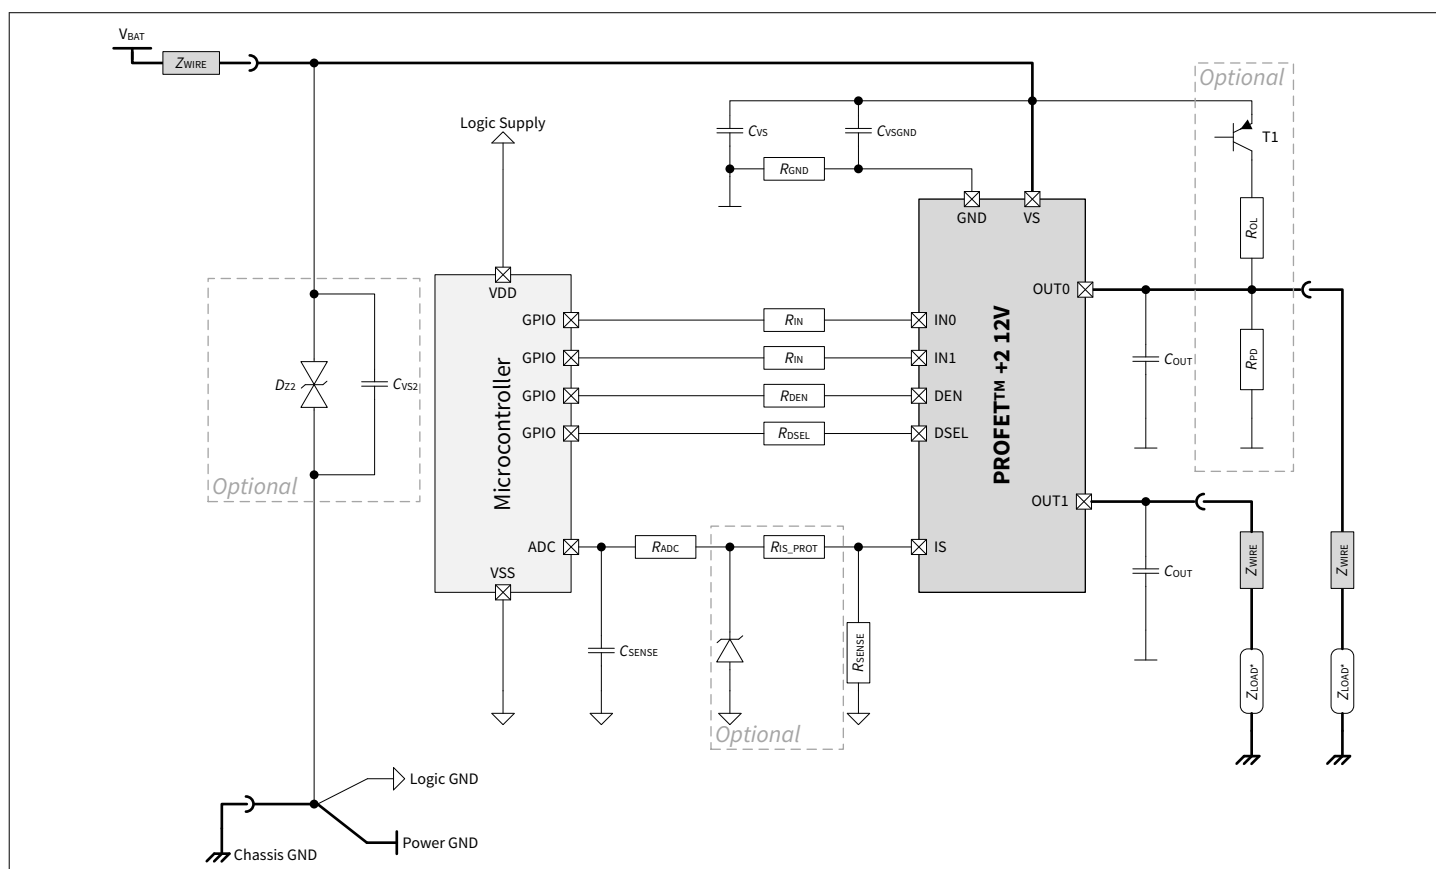 VBAT
ZWIRE
Optional
Logic Supply
CVS
CVSGND
T1
RGND
GND
VS
ROL
VDD
OUT0
GPIO
RIN
IN0
GPIO
RIN
IN1
COUT
RPD
DZ2
CVS2
GPIO
RDEN
DEN
GPIO
RDSEL
DSEL
Microcontroller
PROFET™ +2 12V
Optional
OUT1
ADC
RADC
RIS_PROT
IS
ZWIRE
ZWIRE
VSS
COUT
CSENSE
RSENSE
ZLOAD*
ZLOAD*
Optional
Logic GND
Power GND
Chassis GND